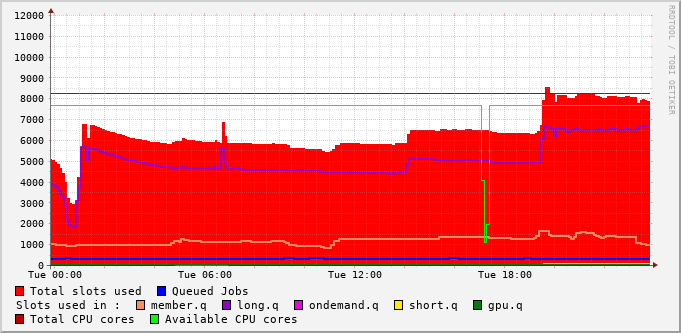 12000
11000
10000
9000
8000
7000
6000
5000
4000
3000
2000
1000
0
Tue 00:00 Tue 06:00 Tue 12:00 Tue 18:00
Total slots used Queued Jobs
Slots used in : member.q long.q ondemand.q short.q gpu.q
Total CPU cores Available CPU cores
RRDTOOL / TOBI OETIKER